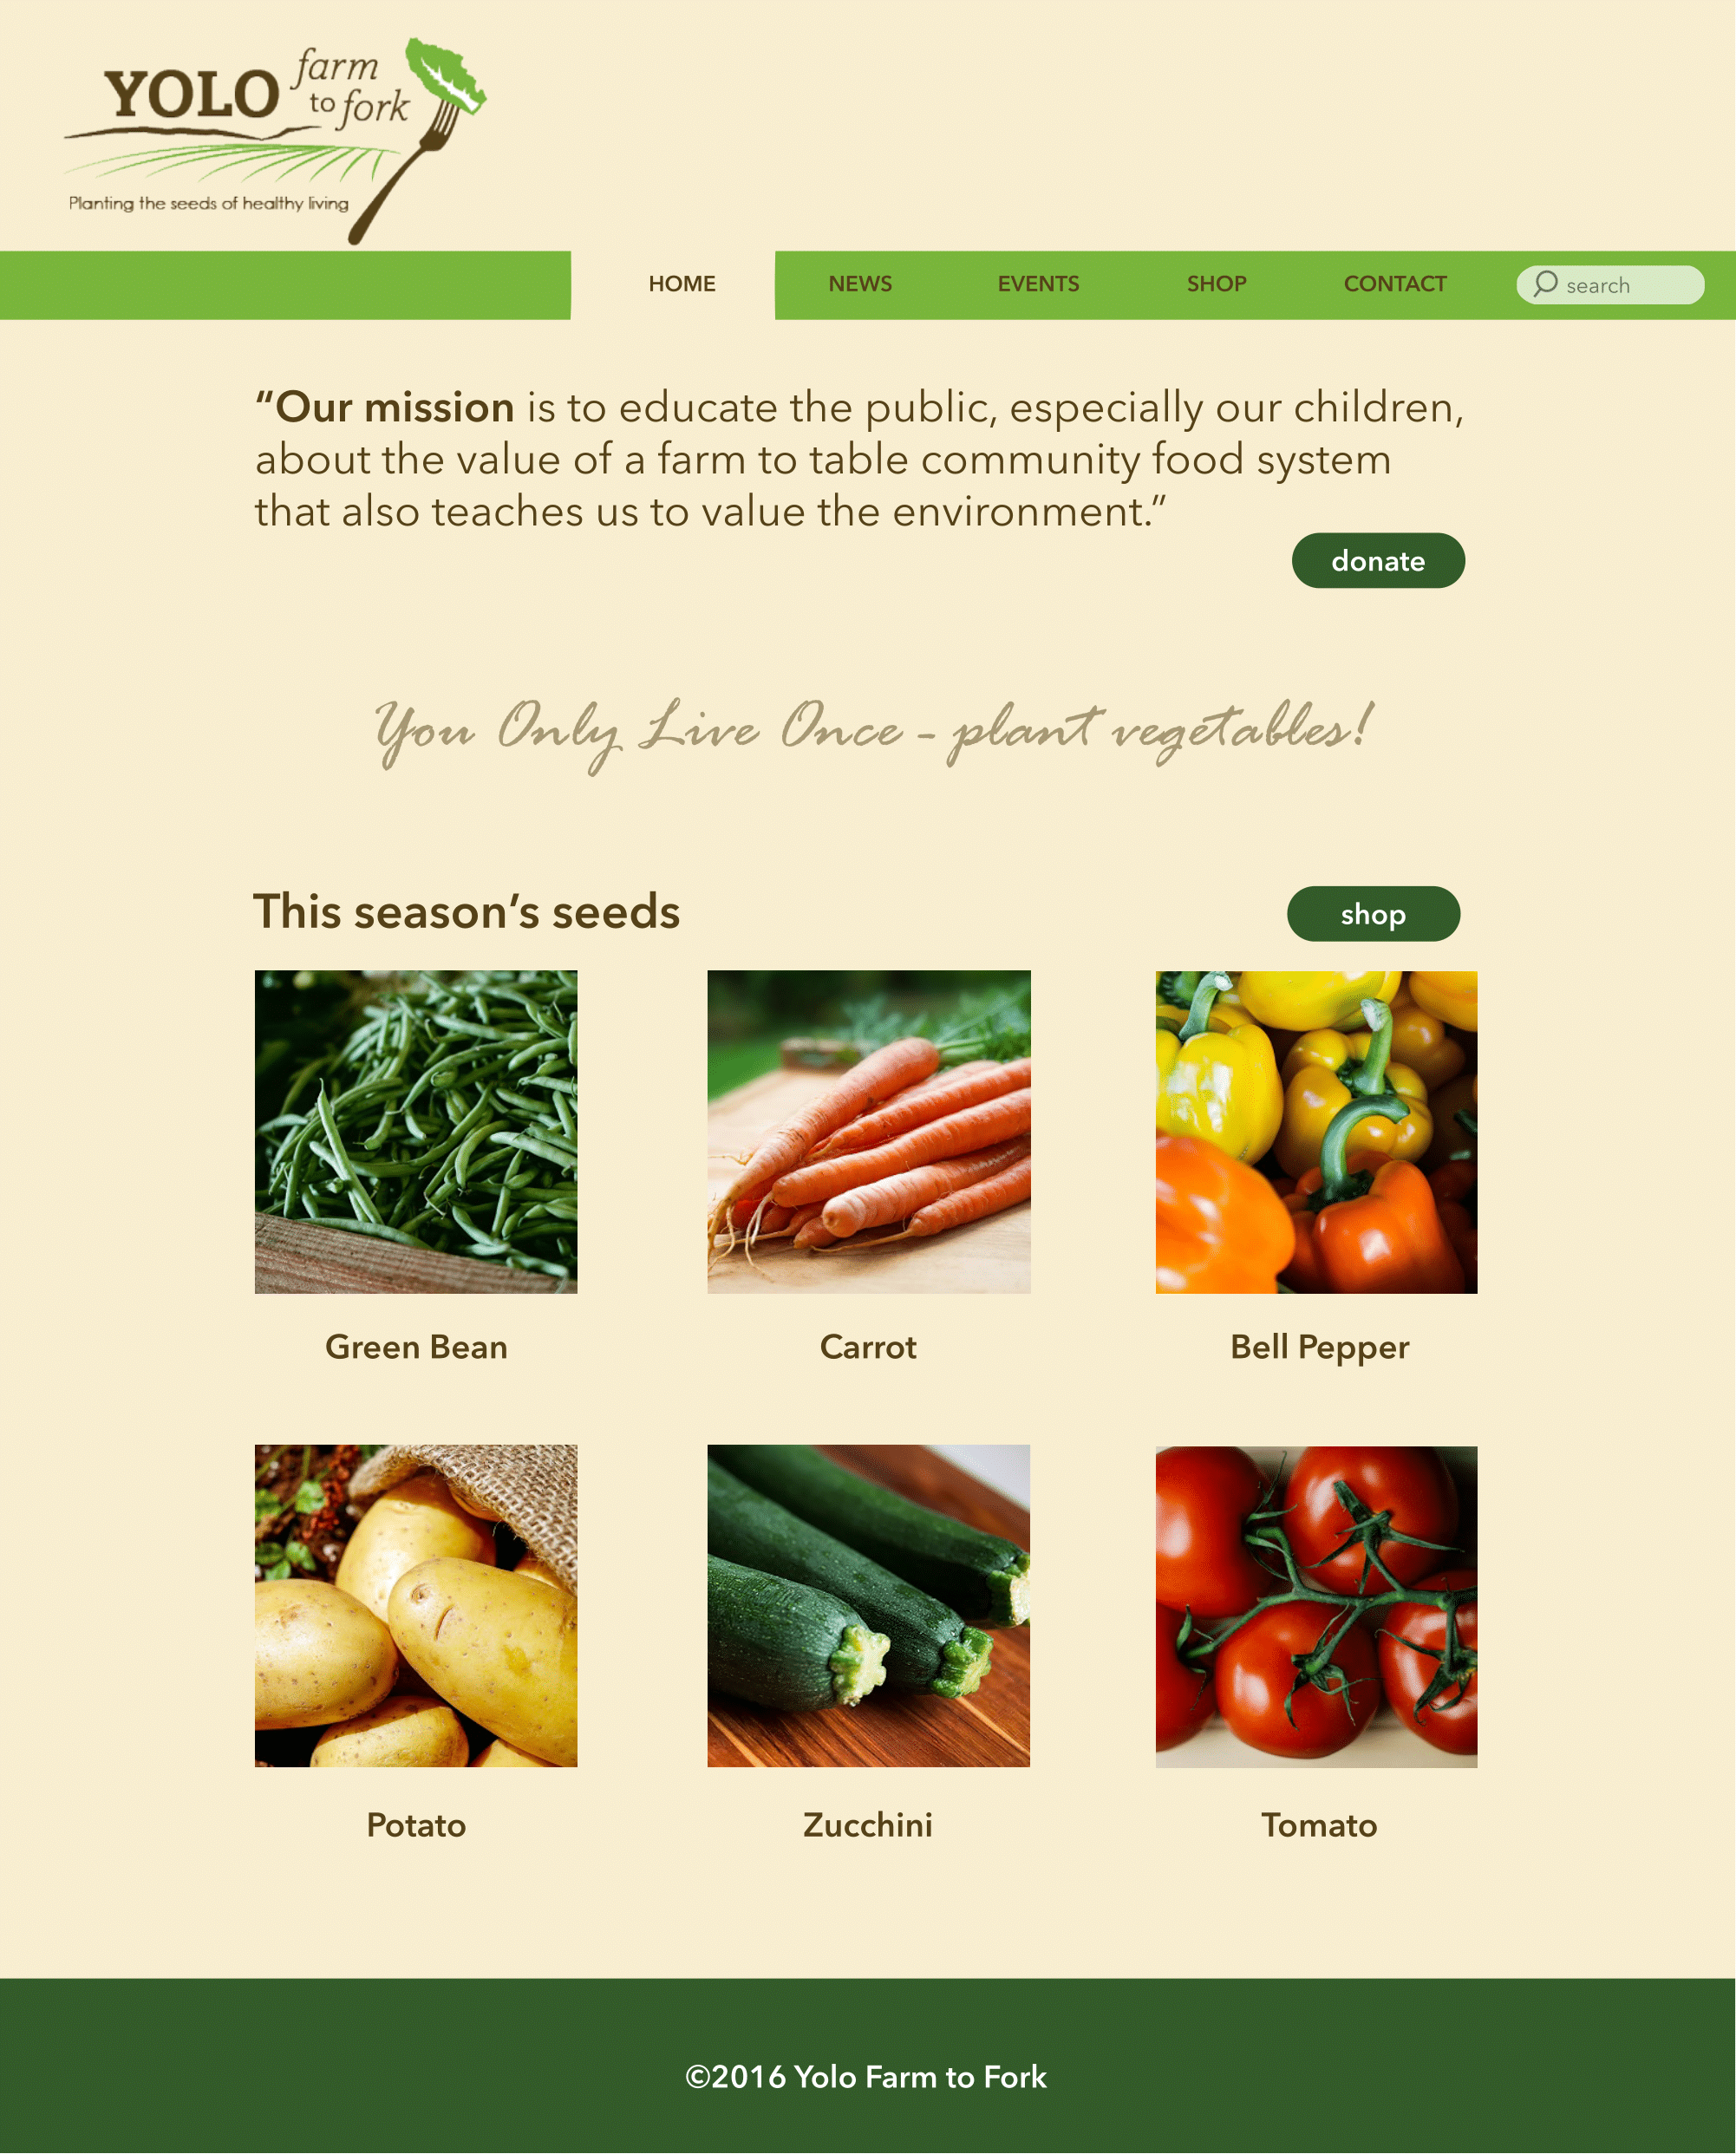 YOLO farm
to fork
Planting the seeds of healthy living
HOME NEWS EVENTS SHOP CONTACT search
“Our mission is to educate the public, especially our children,
about the value of a farm to table community food system
that also teaches us to value the environment.”
donate
You Only Live Once - plant vegetables!
This season’s seeds
shop
Green Bean
Carrot
Bell Pepper
Potato
Zucchini
Tomato
©2016 Yolo Farm to Fork